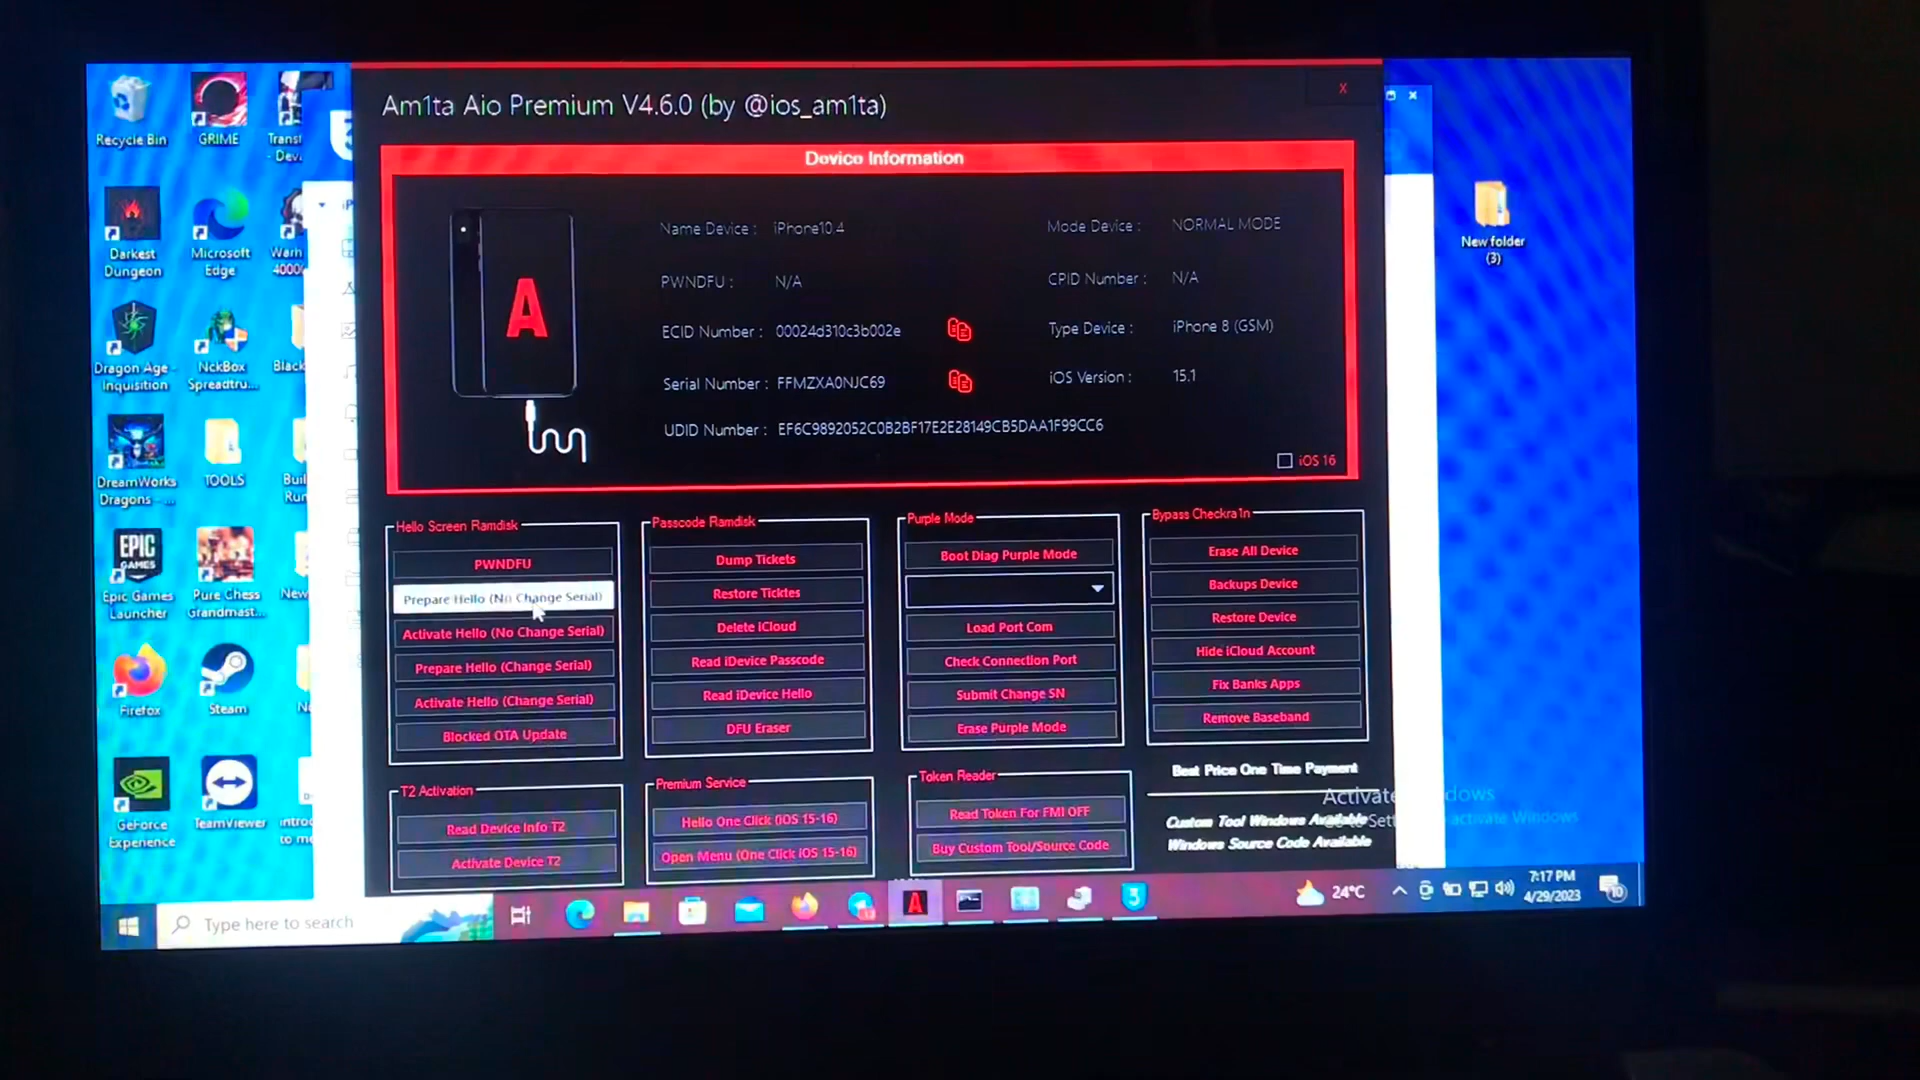 Am1ta Aio Premium V4.6.0 (by @ios_am1ta)
X
Device Information
Name Device : iPhone10,4
Mode Device : NORMAL MODE
PWNDFU : N/A
CPID Number : N/A
ECID Number : 00024d310c3b002e
Type Device : iPhone 8 (GSM)
Serial Number : FFMZXA0NJC69
iOS Version : 15.1
UDID Number : EF6C9892052C0B2BF17E2E28149CB5DAA1F99CC6
iOS 16
A
Hello Screen Ramdisk
PWNDFU
Prepare Hello (No Change Serial)
Activate Hello (No Change Serial)
Prepare Hello (Change Serial)
Activate Hello (Change Serial)
Blocked OTA Update
Passcode Ramdisk
Dump Tickets
Restore Ticktes
Delete iCloud
Read iDevice Passcode
Read iDevice Hello
DFU Eraser
Purple Mode
Boot Diag Purple Mode
Load Port Com
Check Connection Port
Submit Change SN
Erase Purple Mode
Bypass Checkra1n
Erase All Device
Backups Device
Restore Device
Hide iCloud Account
Fix Banks Apps
Remove Baseband
T2 Activation
Read Device Info T2
Activate Device T2
Premium Service
Hello One Click (iOS 15-16)
Open Menu (One Click iOS 15-16)
Token Reader
Read Token For FMI OFF
Buy Custom Tool/Source Code
Best Price One Time Payment
Custom Tool Windows Available
Windows Source Code Available
Activate
activate Windows
Recycle Bin
GRIME
Darkest
Dungeon
Microsoft
Edge
Dragon Age -
Inquisition
NckBox
Spreadtru...
DreamWorks
Dragons - ...
TOOLS
EPIC
GAMES
Epic Games
Launcher
Pure Chess
Grandmast...
Firefox
Steam
GeForce
Experience
TeamViewer
New folder
(3)
Type here to search
A
24°C
7:17 PM
4/29/2023
10